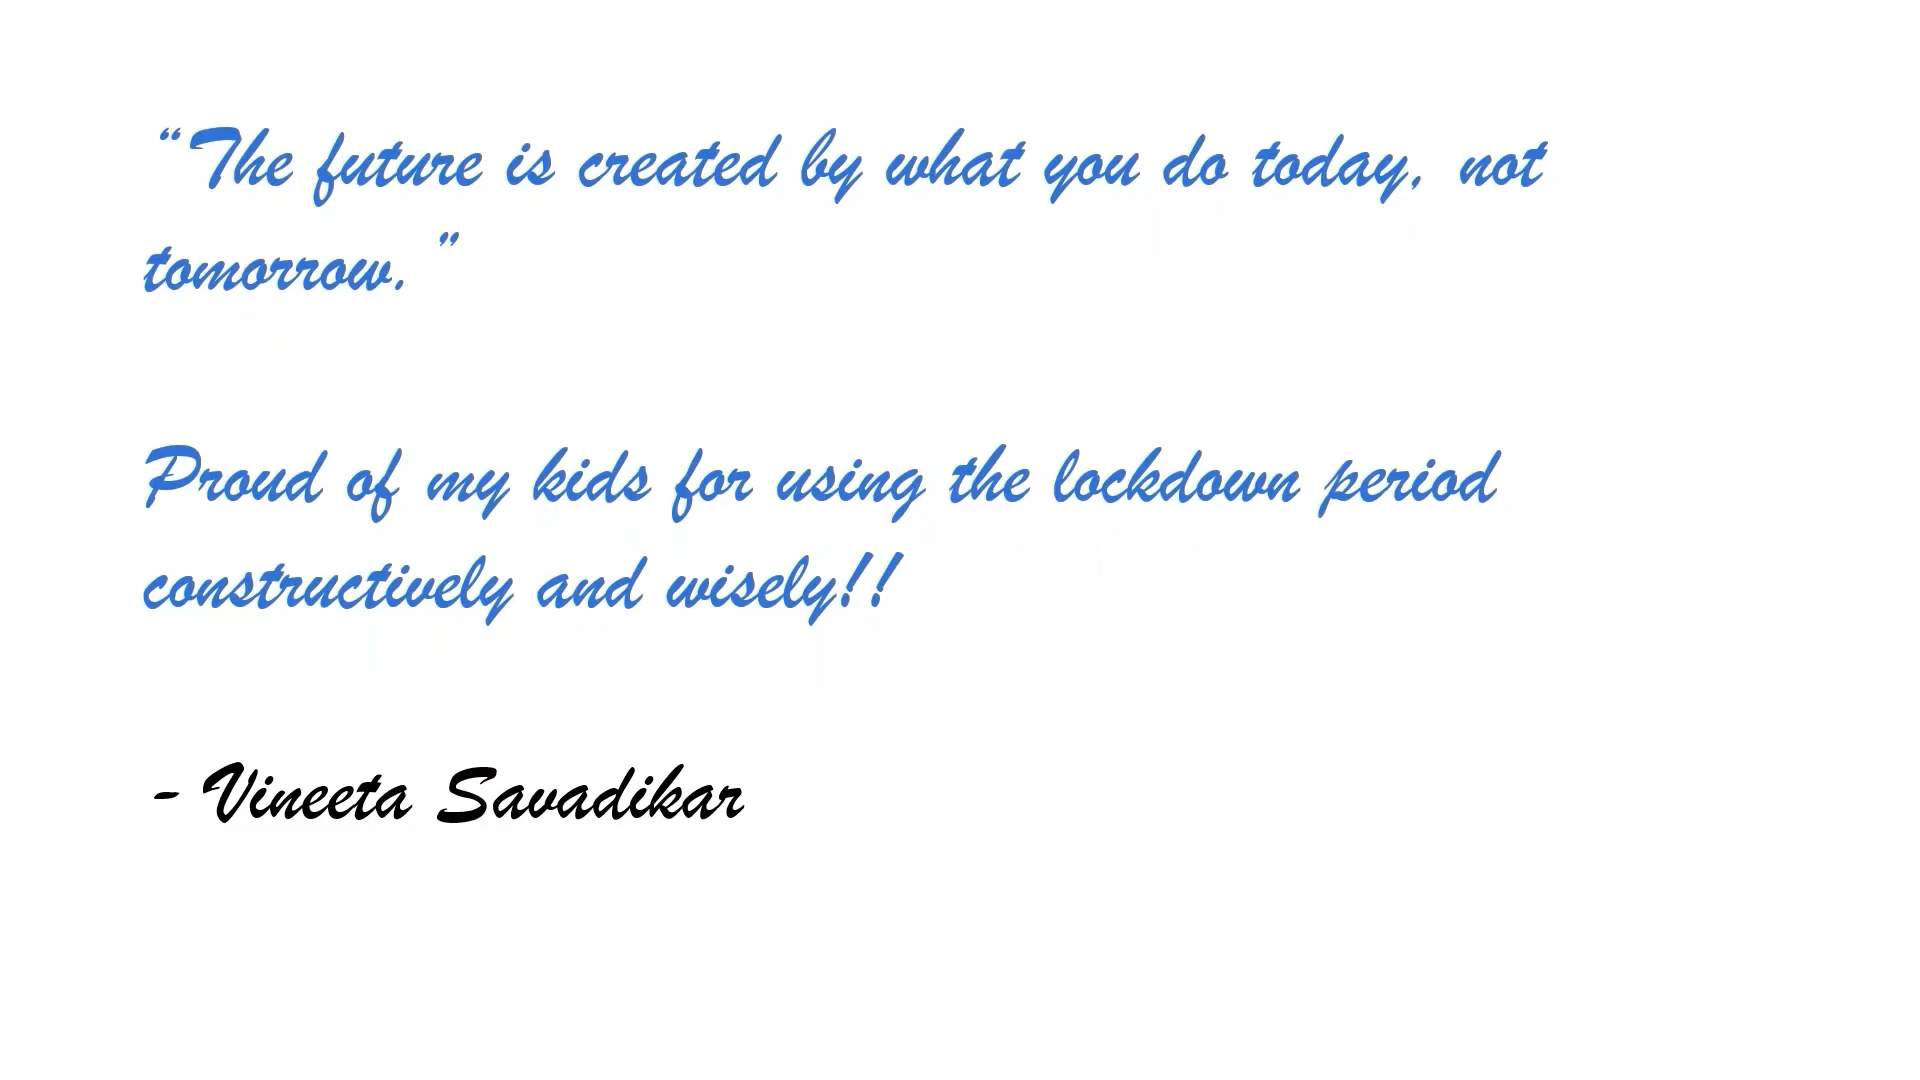 “The future is created by what you do today, not
tomorrow.”
Proud of my kids for using the lockdown period
constructively and wisely!!
- Vineeta Savadikar